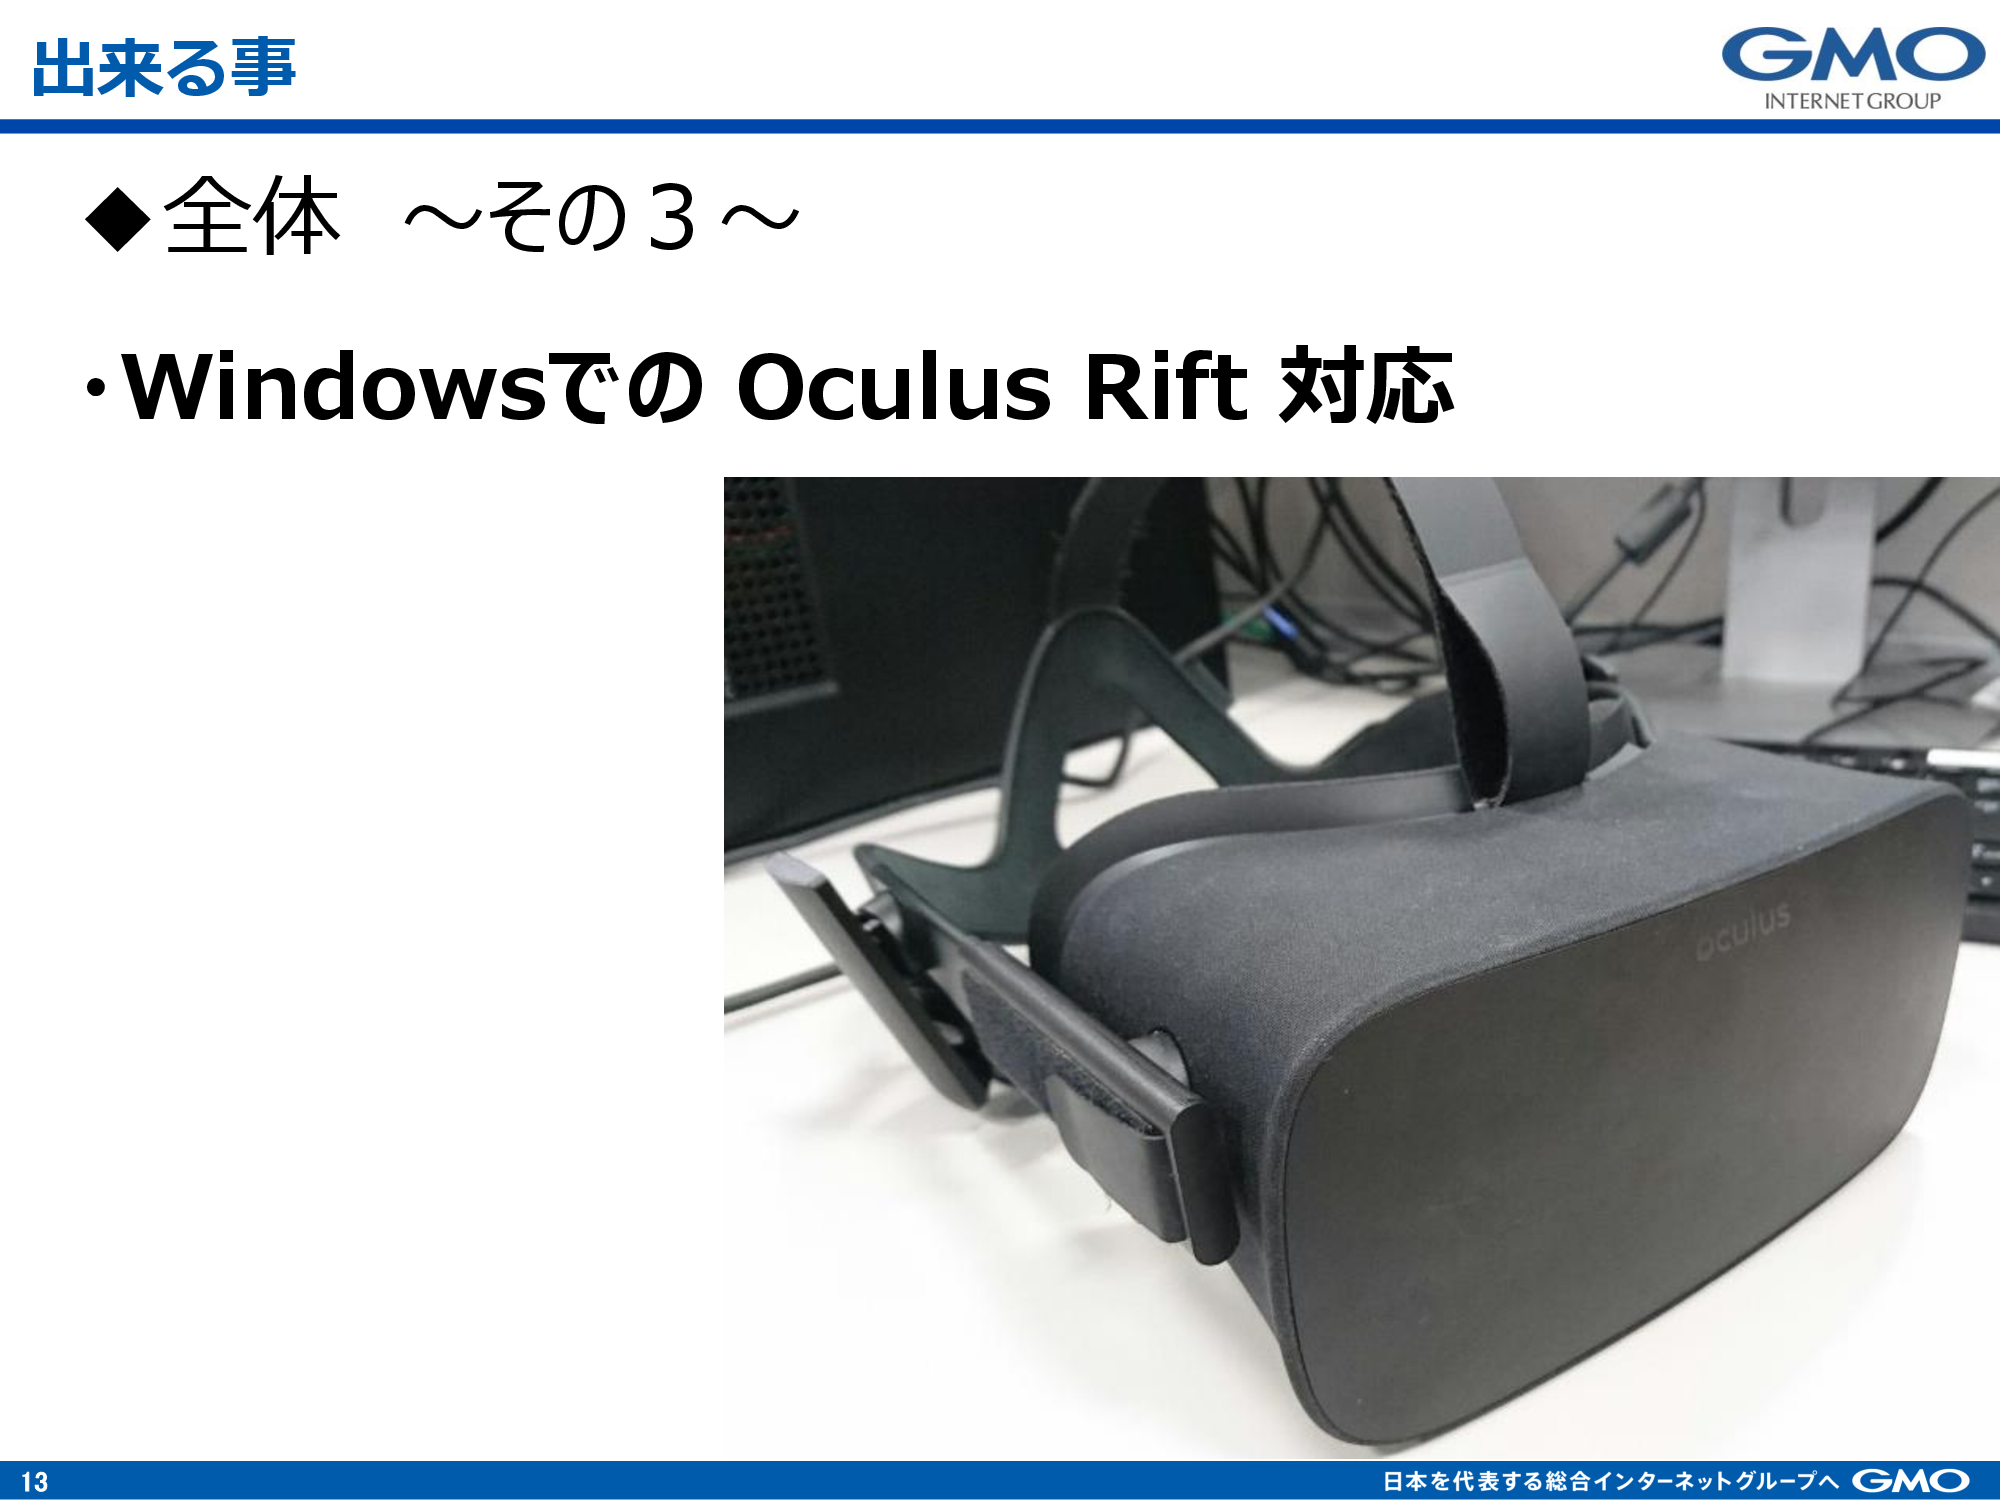 出来る事
GMO
INTERNET GROUP
◆全体　～その３～
・Windowsでの Oculus Rift 対応
oculus
13
日本を代表する総合インターネットグループへ GMO